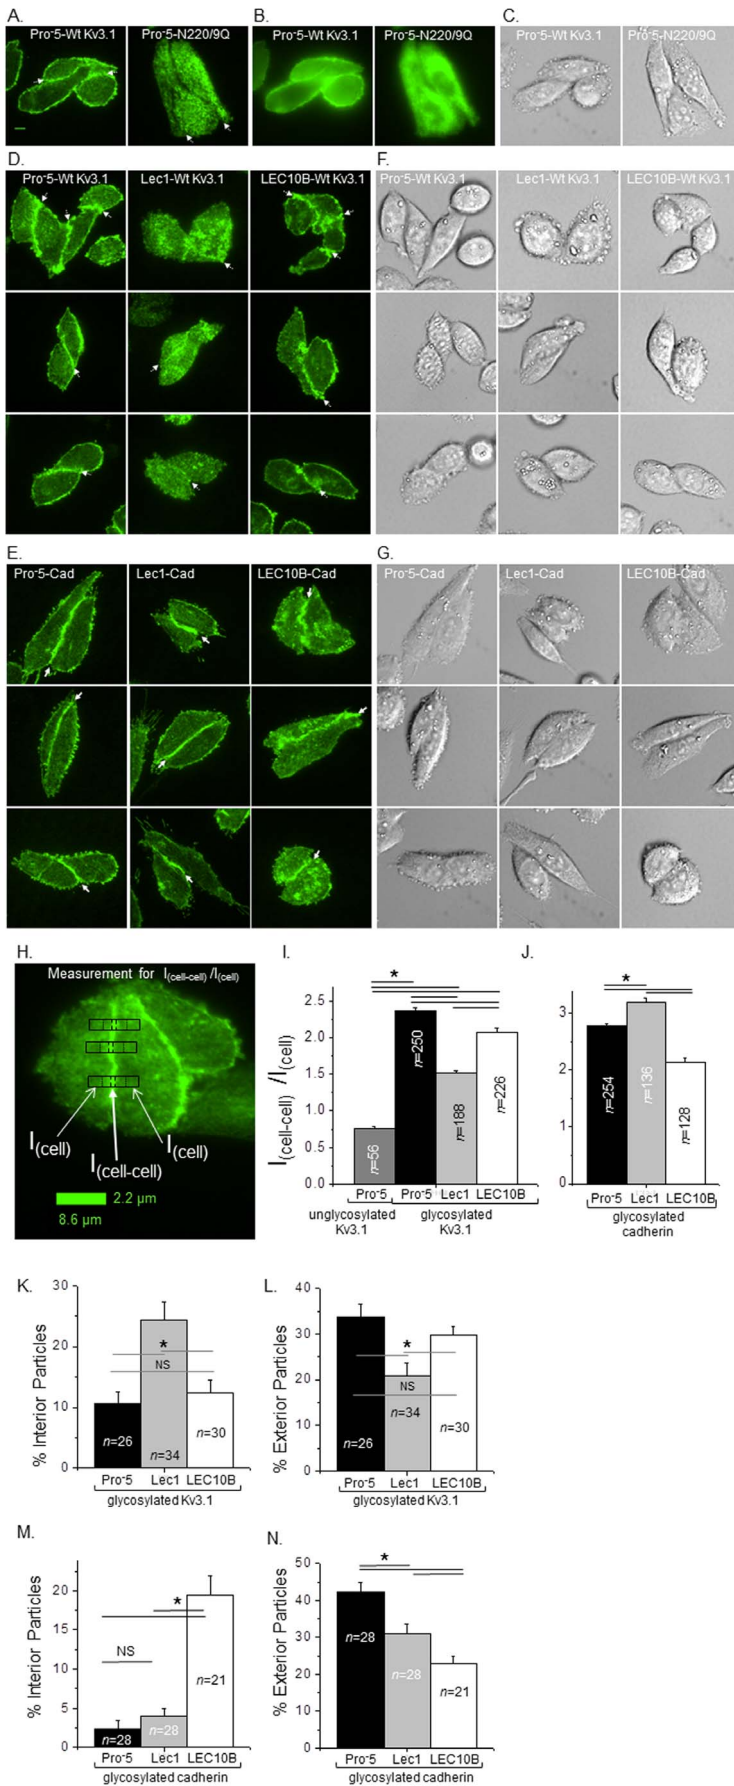 A.
B.
C.
Pro⁻5-Wt Kv3.1
Pro⁻5-N220/9Q
Pro⁻5-Wt Kv3.1
Pro⁻5-N220/9Q
Pro⁻5-Wt Kv3.1
Pro⁻5-N220/9Q
D.
F.
Pro⁻5-Wt Kv3.1
Lec1-Wt Kv3.1
LEC10B-Wt Kv3.1
Pro⁻5-Wt Kv3.1
Lec1-Wt Kv3.1
LEC10B-Wt Kv3.1
E.
G.
Pro⁻5-Cad
Lec1-Cad
LEC10B-Cad
Pro⁻5-Cad
Lec1-Cad
LEC10B-Cad
H.
Measurement for I(cell-cell) /I(cell)
I(cell)
I(cell-cell)
I(cell)
2.2 µm
8.6 µm
I.
I(cell-cell) /I(cell)
2.5
2.0
1.5
1.0
0.5
0.0
*
n=56
n=250
n=188
n=226
Pro⁻5
Pro⁻5
Lec1
LEC10B
unglycosylated Kv3.1
glycosylated Kv3.1
J.
3
2
1
0
*
n=254
n=136
n=128
Pro⁻5
Lec1
LEC10B
glycosylated cadherin
K.
% Interior Particles
30
20
10
0
*
NS
n=26
n=34
n=30
Pro⁻5
Lec1
LEC10B
glycosylated Kv3.1
L.
% Exterior Particles
40
30
20
10
0
*
NS
n=26
n=34
n=30
Pro⁻5
Lec1
LEC10B
glycosylated Kv3.1
M.
% Interior Particles
20
15
10
5
0
*
NS
n=28
n=28
n=21
Pro⁻5
Lec1
LEC10B
glycosylated cadherin
N.
% Exterior Particles
50
40
30
20
10
0
*
n=28
n=28
n=21
Pro⁻5
Lec1
LEC10B
glycosylated cadherin